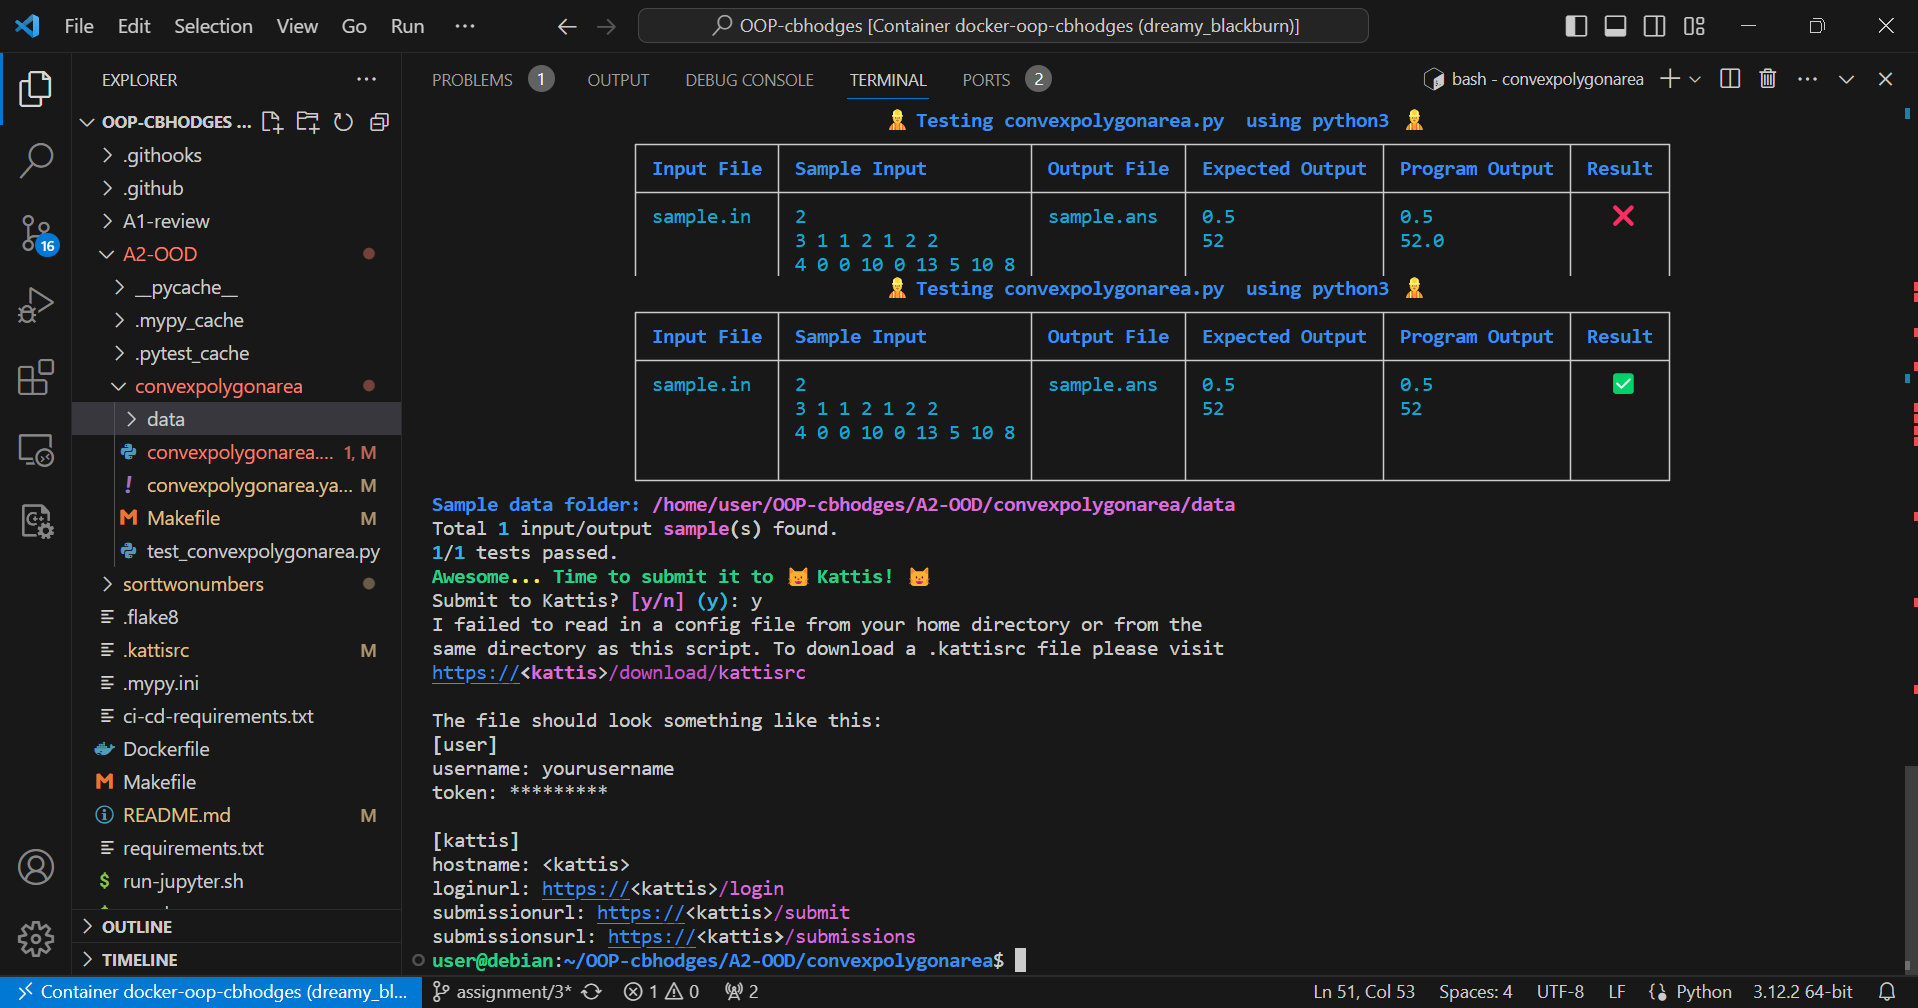 File Edit Selection View Go Run ···
OOP-cbhodges [Container docker-oop-cbhodges (dreamy_blackburn)]
EXPLORER
OOP-CBHODGES ...
.githooks
.github
A1-review
A2-OOD
__pycache__
.mypy_cache
.pytest_cache
convexpolygonarea
data
convexpolygonarea.... 1, M
convexpolygonarea.ya... M
Makefile M
test_convexpolygonarea.py
sorttwonumbers
.flake8
.kattisrc M
.mypy.ini
ci-cd-requirements.txt
Dockerfile
Makefile
README.md M
requirements.txt
run-jupyter.sh
OUTLINE
TIMELINE
16
PROBLEMS 1 OUTPUT DEBUG CONSOLE TERMINAL PORTS 2
bash - convexpolygonarea
Testing convexpolygonarea.py using python3
Input File Sample Input Output File Expected Output Program Output Result
sample.in 2 sample.ans 0.5 0.5 ❌
3 1 1 2 1 2 2 52 52.0
4 0 0 10 0 13 5 10 8
Testing convexpolygonarea.py using python3
Input File Sample Input Output File Expected Output Program Output Result
sample.in 2 sample.ans 0.5 0.5 ✅
3 1 1 2 1 2 2 52 52
4 0 0 10 0 13 5 10 8
Sample data folder: /home/user/OOP-cbhodges/A2-OOD/convexpolygonarea/data
Total 1 input/output sample(s) found.
1/1 tests passed.
Awesome... Time to submit it to 😺 Kattis! 😺
Submit to Kattis? [y/n] (y): y
I failed to read in a config file from your home directory or from the
same directory as this script. To download a .kattisrc file please visit
https://<kattis>/download/kattisrc
The file should look something like this:
[user]
username: yourusername
token: *********
[kattis]
hostname: <kattis>
loginurl: https://<kattis>/login
submissionurl: https://<kattis>/submit
submissionsurl: https://<kattis>/submissions
user@debian:~/OOP-cbhodges/A2-OOD/convexpolygonarea$
Container docker-oop-cbhodges (dreamy_bl... assignment/3* 1 0 2 Ln 51, Col 53 Spaces: 4 UTF-8 LF Python 3.12.2 64-bit